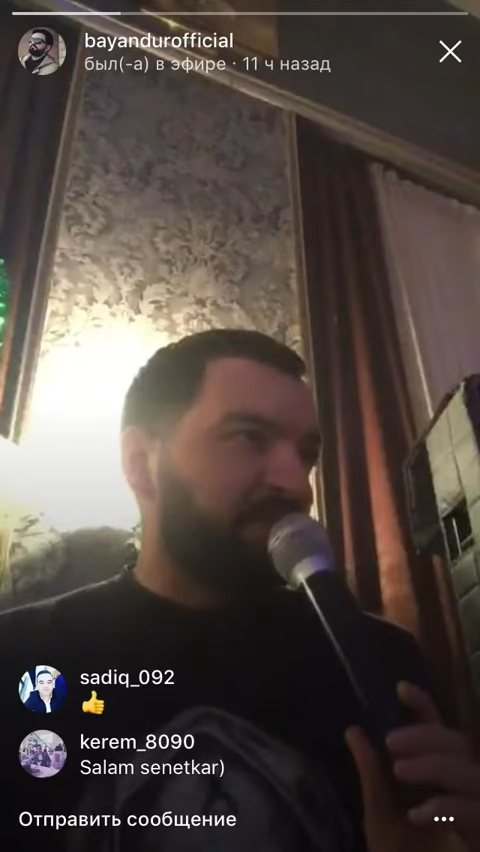 bayandurofficial
был(-а) в эфире · 11 ч назад
sadiq_092
👍
kerem_8090
Salam senetkar)
Отправить сообщение